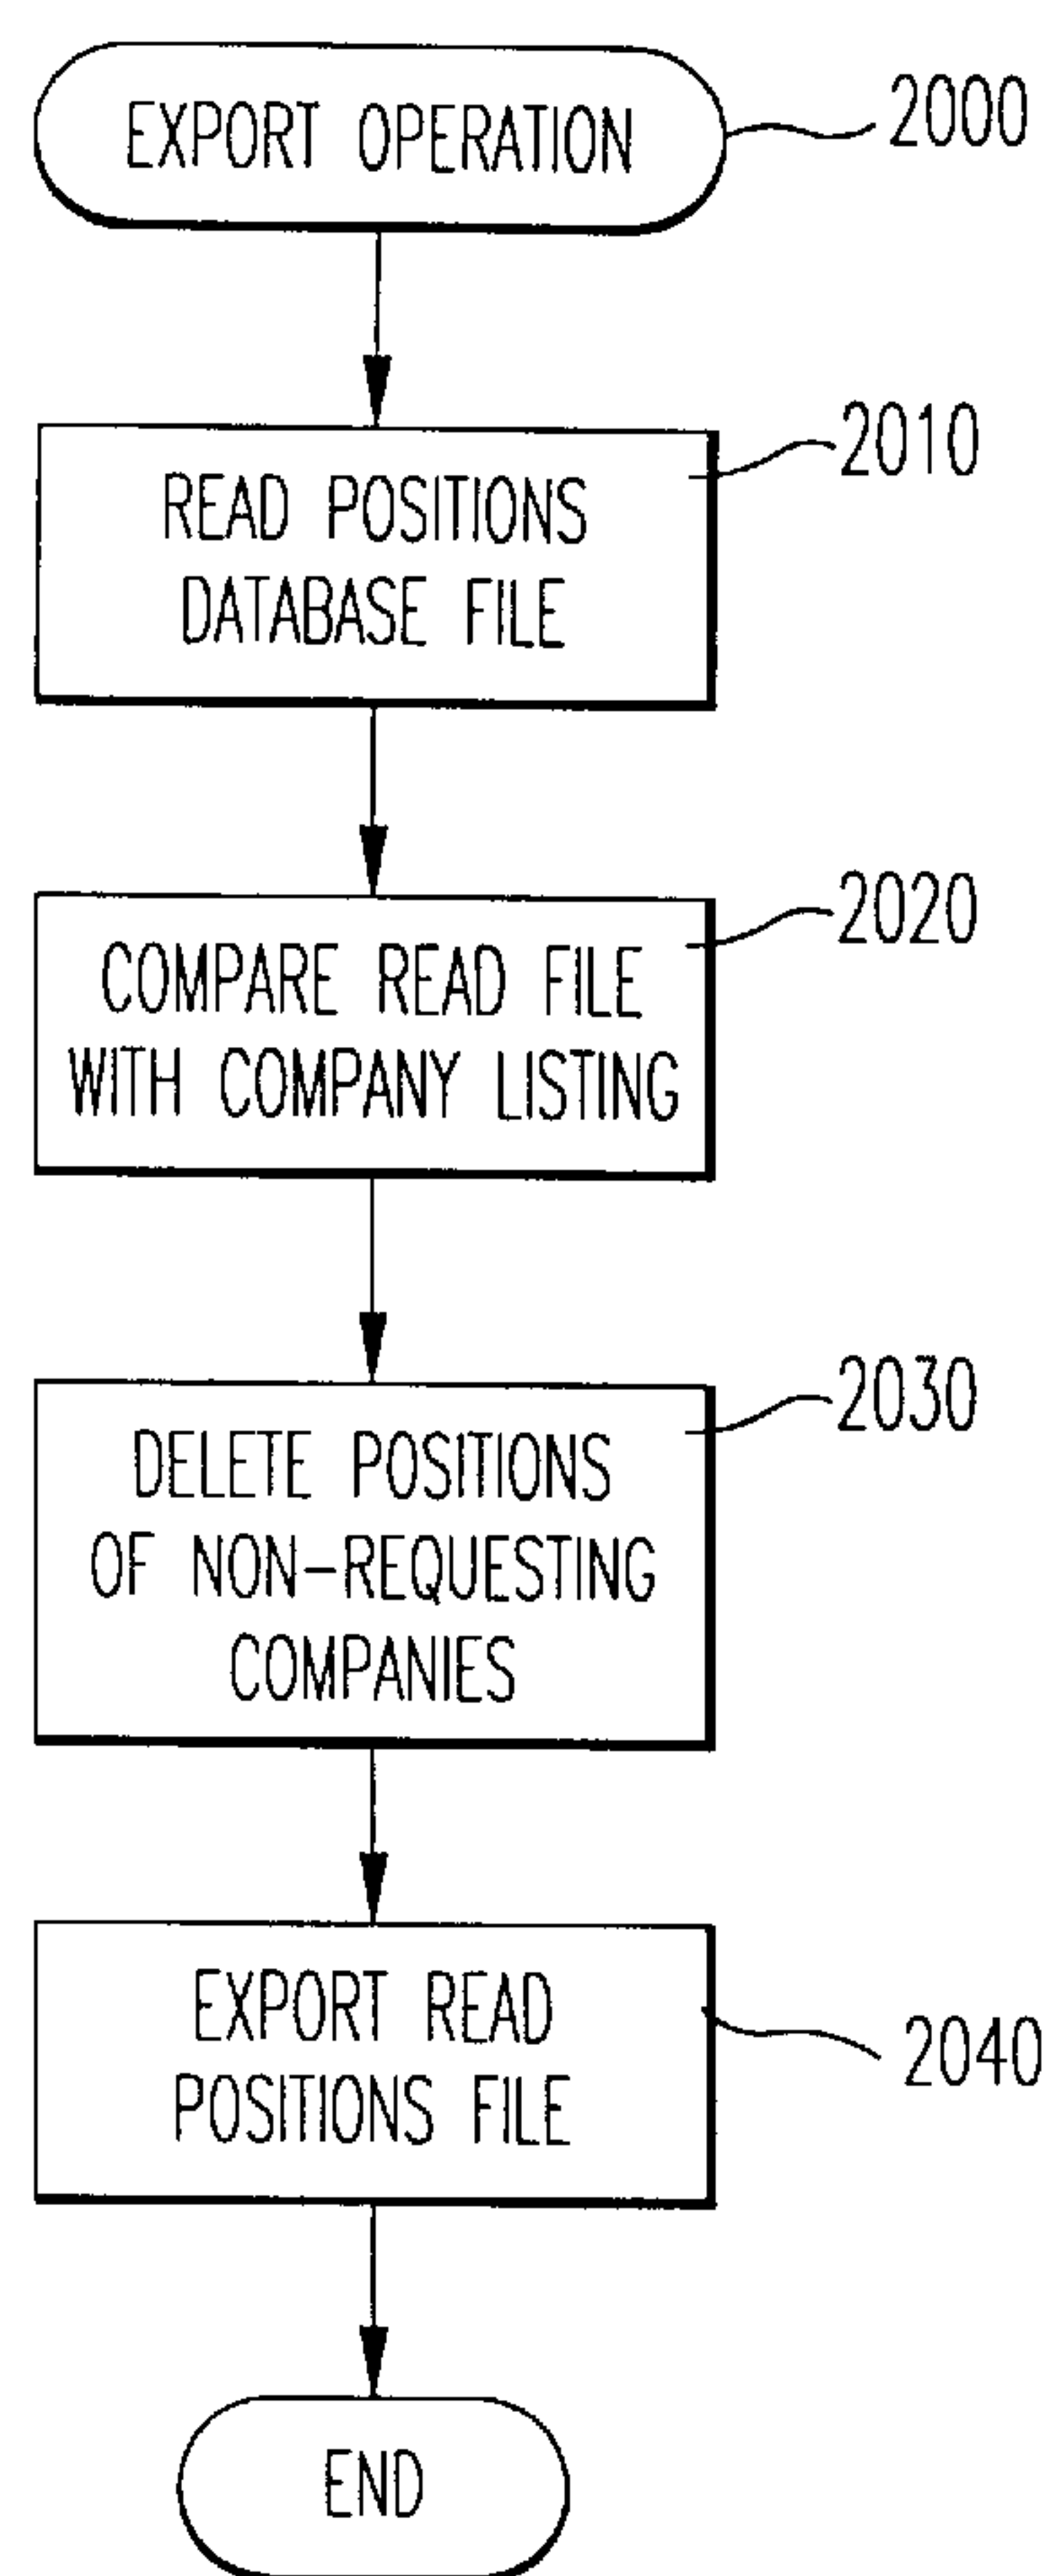 EXPORT OPERATION
2000
READ POSITIONS
DATABASE FILE
2010
COMPARE READ FILE
WITH COMPANY LISTING
2020
DELETE POSITIONS
OF NON-REQUESTING
COMPANIES
2030
EXPORT READ
POSITIONS FILE
2040
END